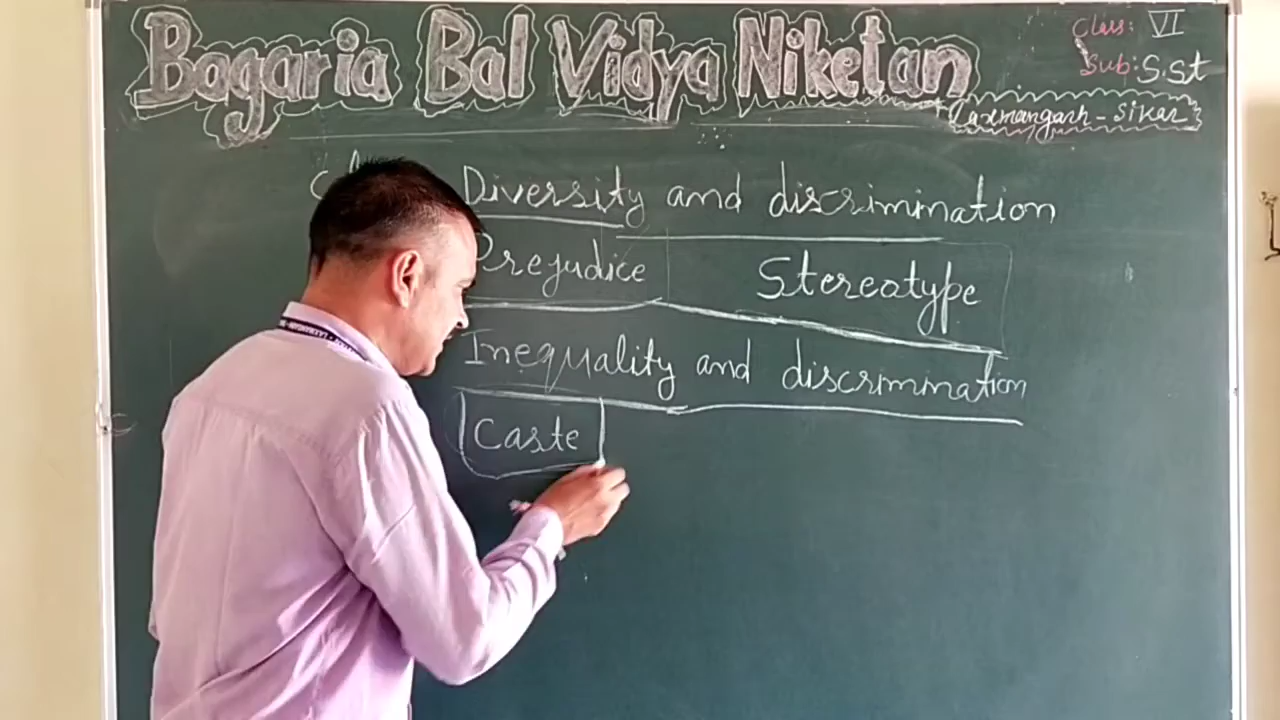 Bagaria Bal Vidya Niketan
Class: VI
Sub: S.St
Laxmangarh - Sikar
Diversity and discrimination
Prejudice
Stereotype
Inequality and discrimination
Caste